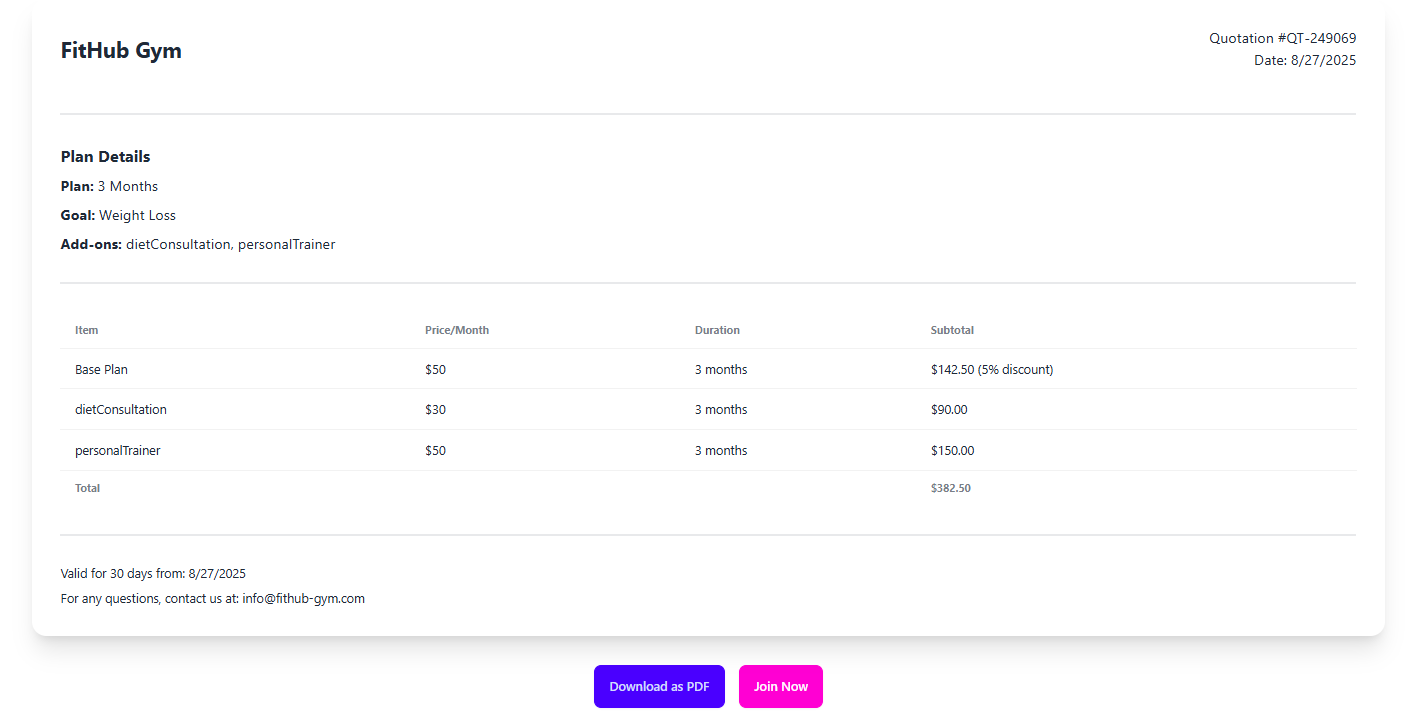 FitHub Gym
Quotation #QT-249069
Date: 8/27/2025
Plan Details
Plan: 3 Months
Goal: Weight Loss
Add-ons: dietConsultation, personalTrainer
Item Price/Month Duration Subtotal
Base Plan $50 3 months $142.50 (5% discount)
dietConsultation $30 3 months $90.00
personalTrainer $50 3 months $150.00
Total $382.50
Valid for 30 days from: 8/27/2025
For any questions, contact us at: info@fithub-gym.com
Download as PDF Join Now